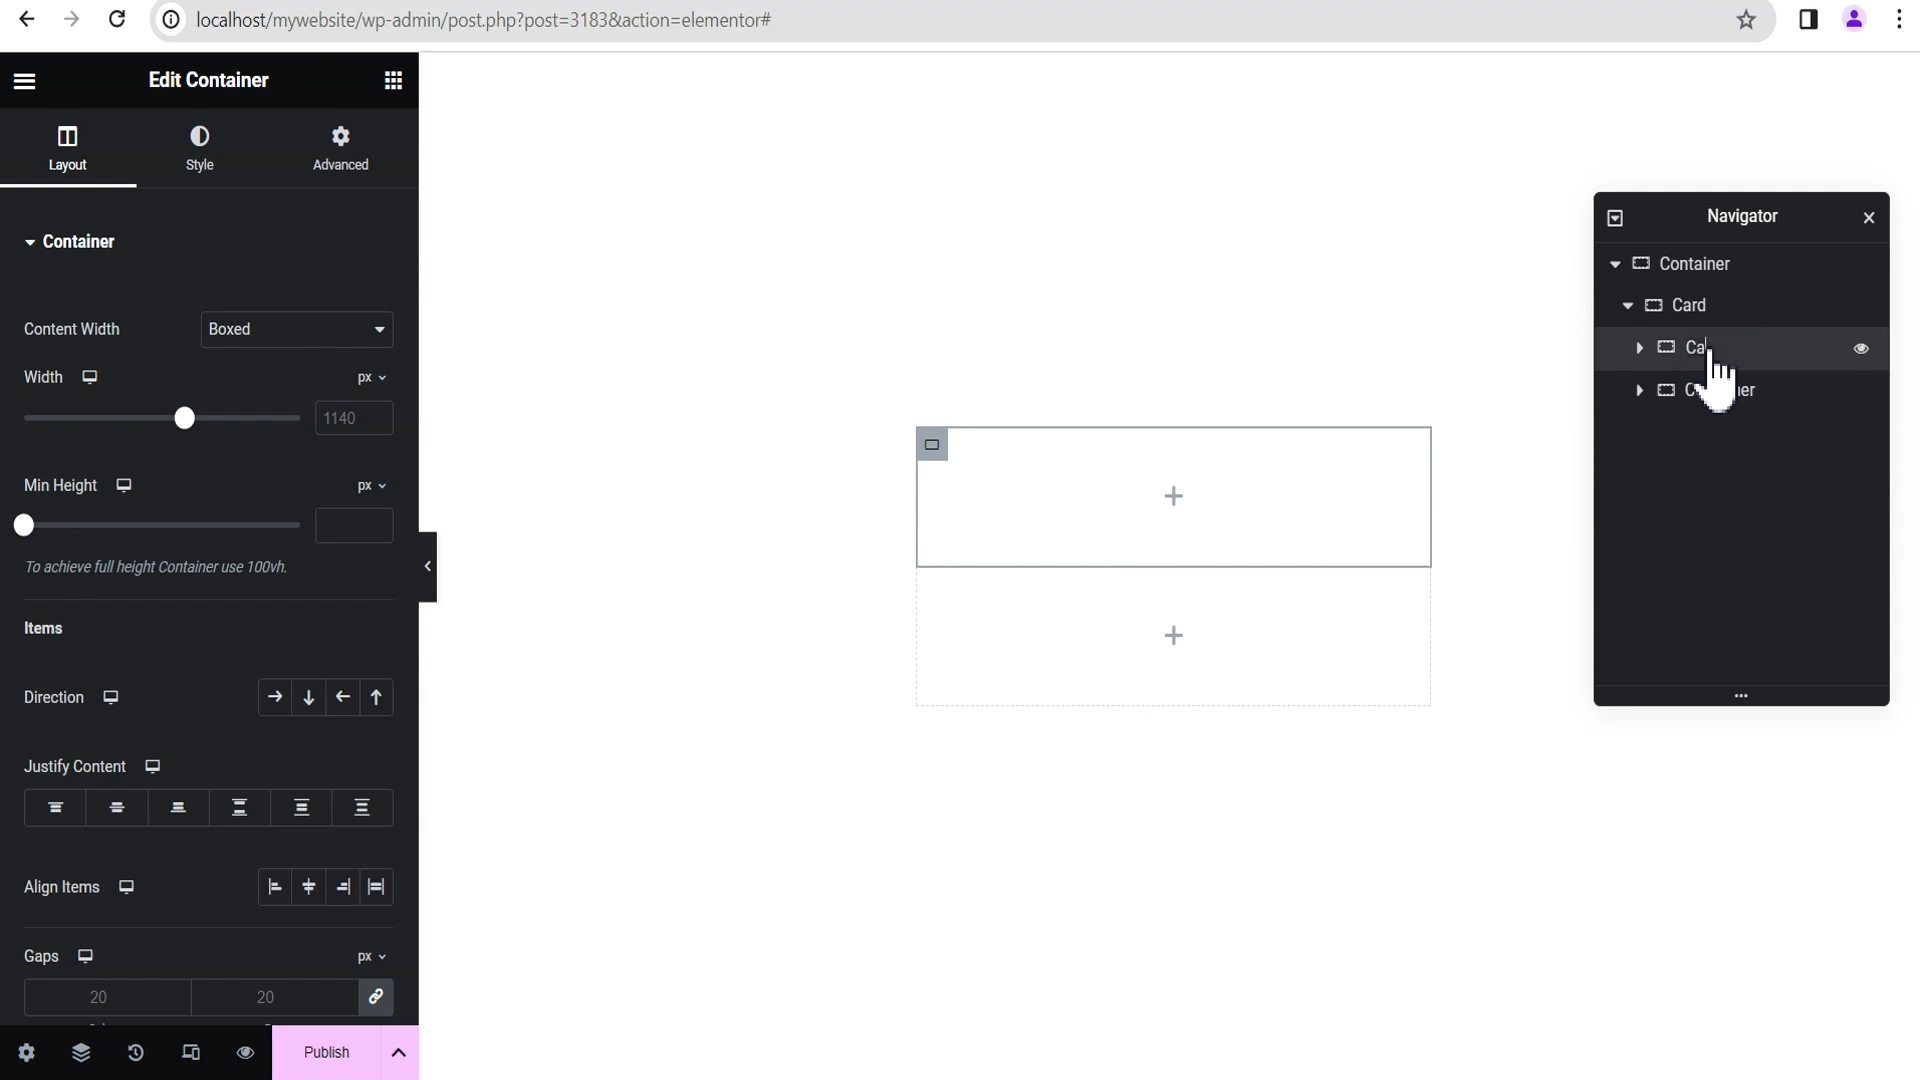 localhost/mywebsite/wp-admin/post.php?post=3183&action=elementor#
Edit Container
Layout
Style
Advanced
Container
Content Width
Boxed
Width
px
1140
Min Height
px
To achieve full height Container use 100vh.
Items
Direction
Justify Content
Align Items
Gaps
px
20
20
Publish
Navigator
Container
Card
Ca